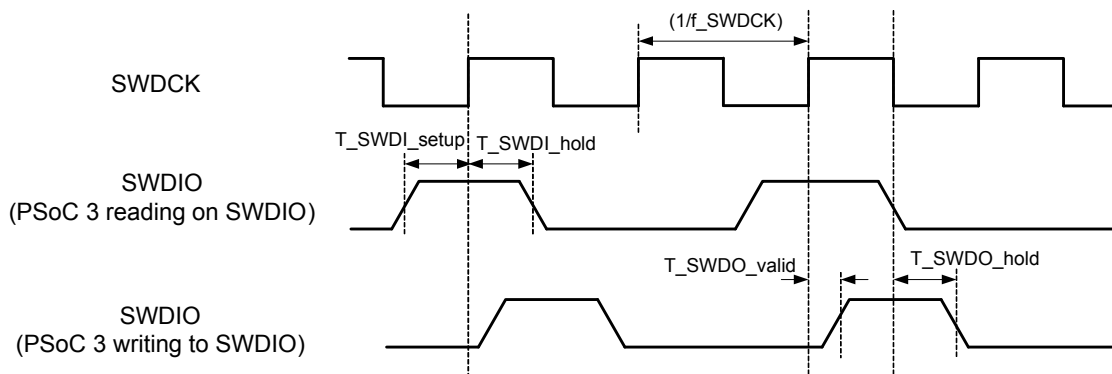 (1/f_SWDCK)
SWDCK
T_SWDI_setup
T_SWDI_hold
SWDIO
(PSoC 3 reading on SWDIO)
T_SWDO_valid
T_SWDO_hold
SWDIO
(PSoC 3 writing to SWDIO)